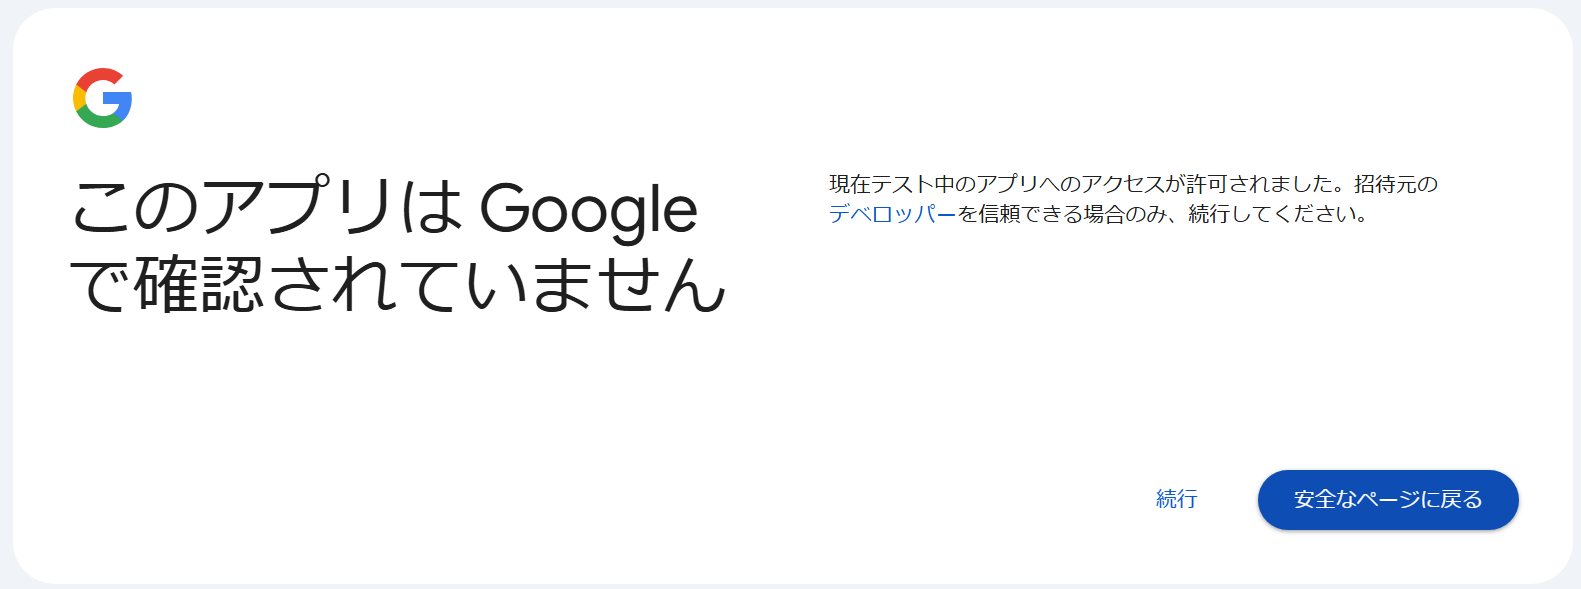 このアプリは Google
で確認されていません
現在テスト中のアプリへのアクセスが許可されました。招待元の
デベロッパーを信頼できる場合のみ、続行してください。
続行
安全なページに戻る